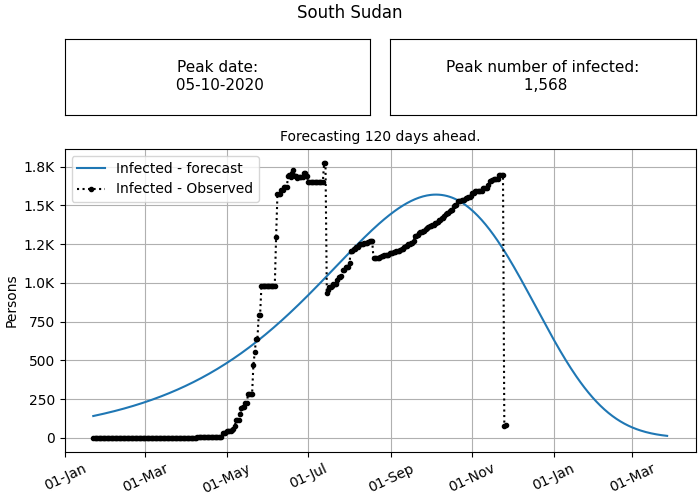 South Sudan
Peak date:
05-10-2020
Peak number of infected:
1,568
Forecasting 120 days ahead.
Infected - forecast
Infected - Observed
Persons
1.8K
1.5K
1.2K
1.0K
750
500
250
0
01-Jan
01-Mar
01-May
01-Jul
01-Sep
01-Nov
01-Jan
01-Mar